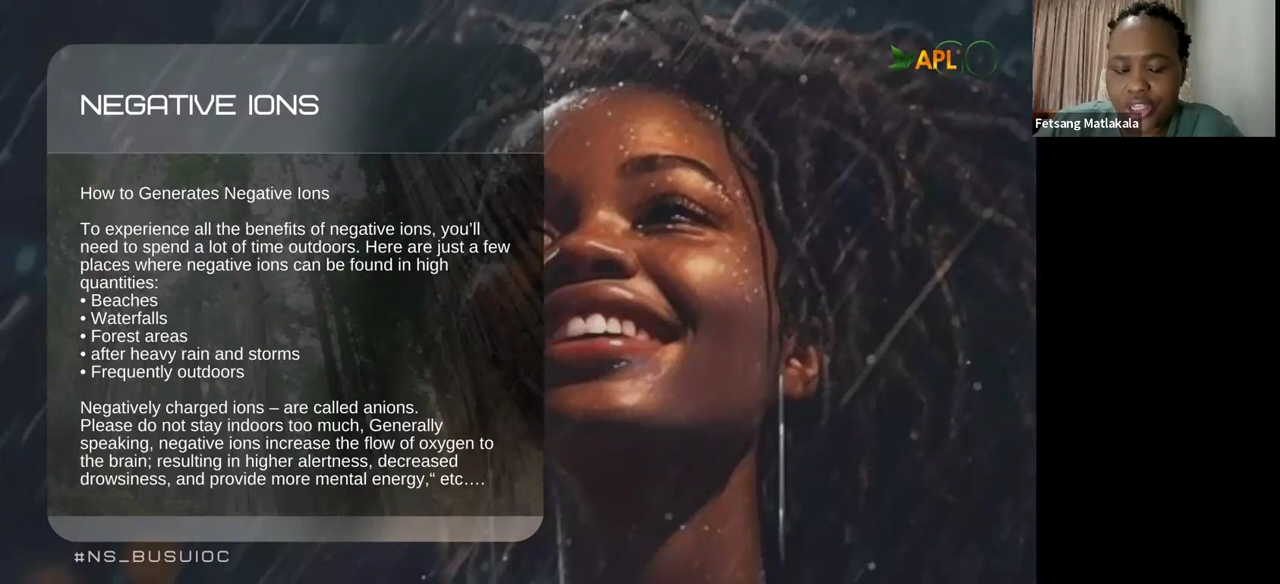 NEGATIVE IONS
How to Generates Negative Ions
To experience all the benefits of negative ions, you’ll
need to spend a lot of time outdoors. Here are just a few
places where negative ions can be found in high
quantities:
• Beaches
• Waterfalls
• Forest areas
• after heavy rain and storms
• Frequently outdoors
Negatively charged ions – are called anions.
Please do not stay indoors too much, Generally
speaking, negative ions increase the flow of oxygen to
the brain; resulting in higher alertness, decreased
drowsiness, and provide more mental energy,“ etc….
#NS_BUSUIOC
APLGO
Fetsang Matlakala